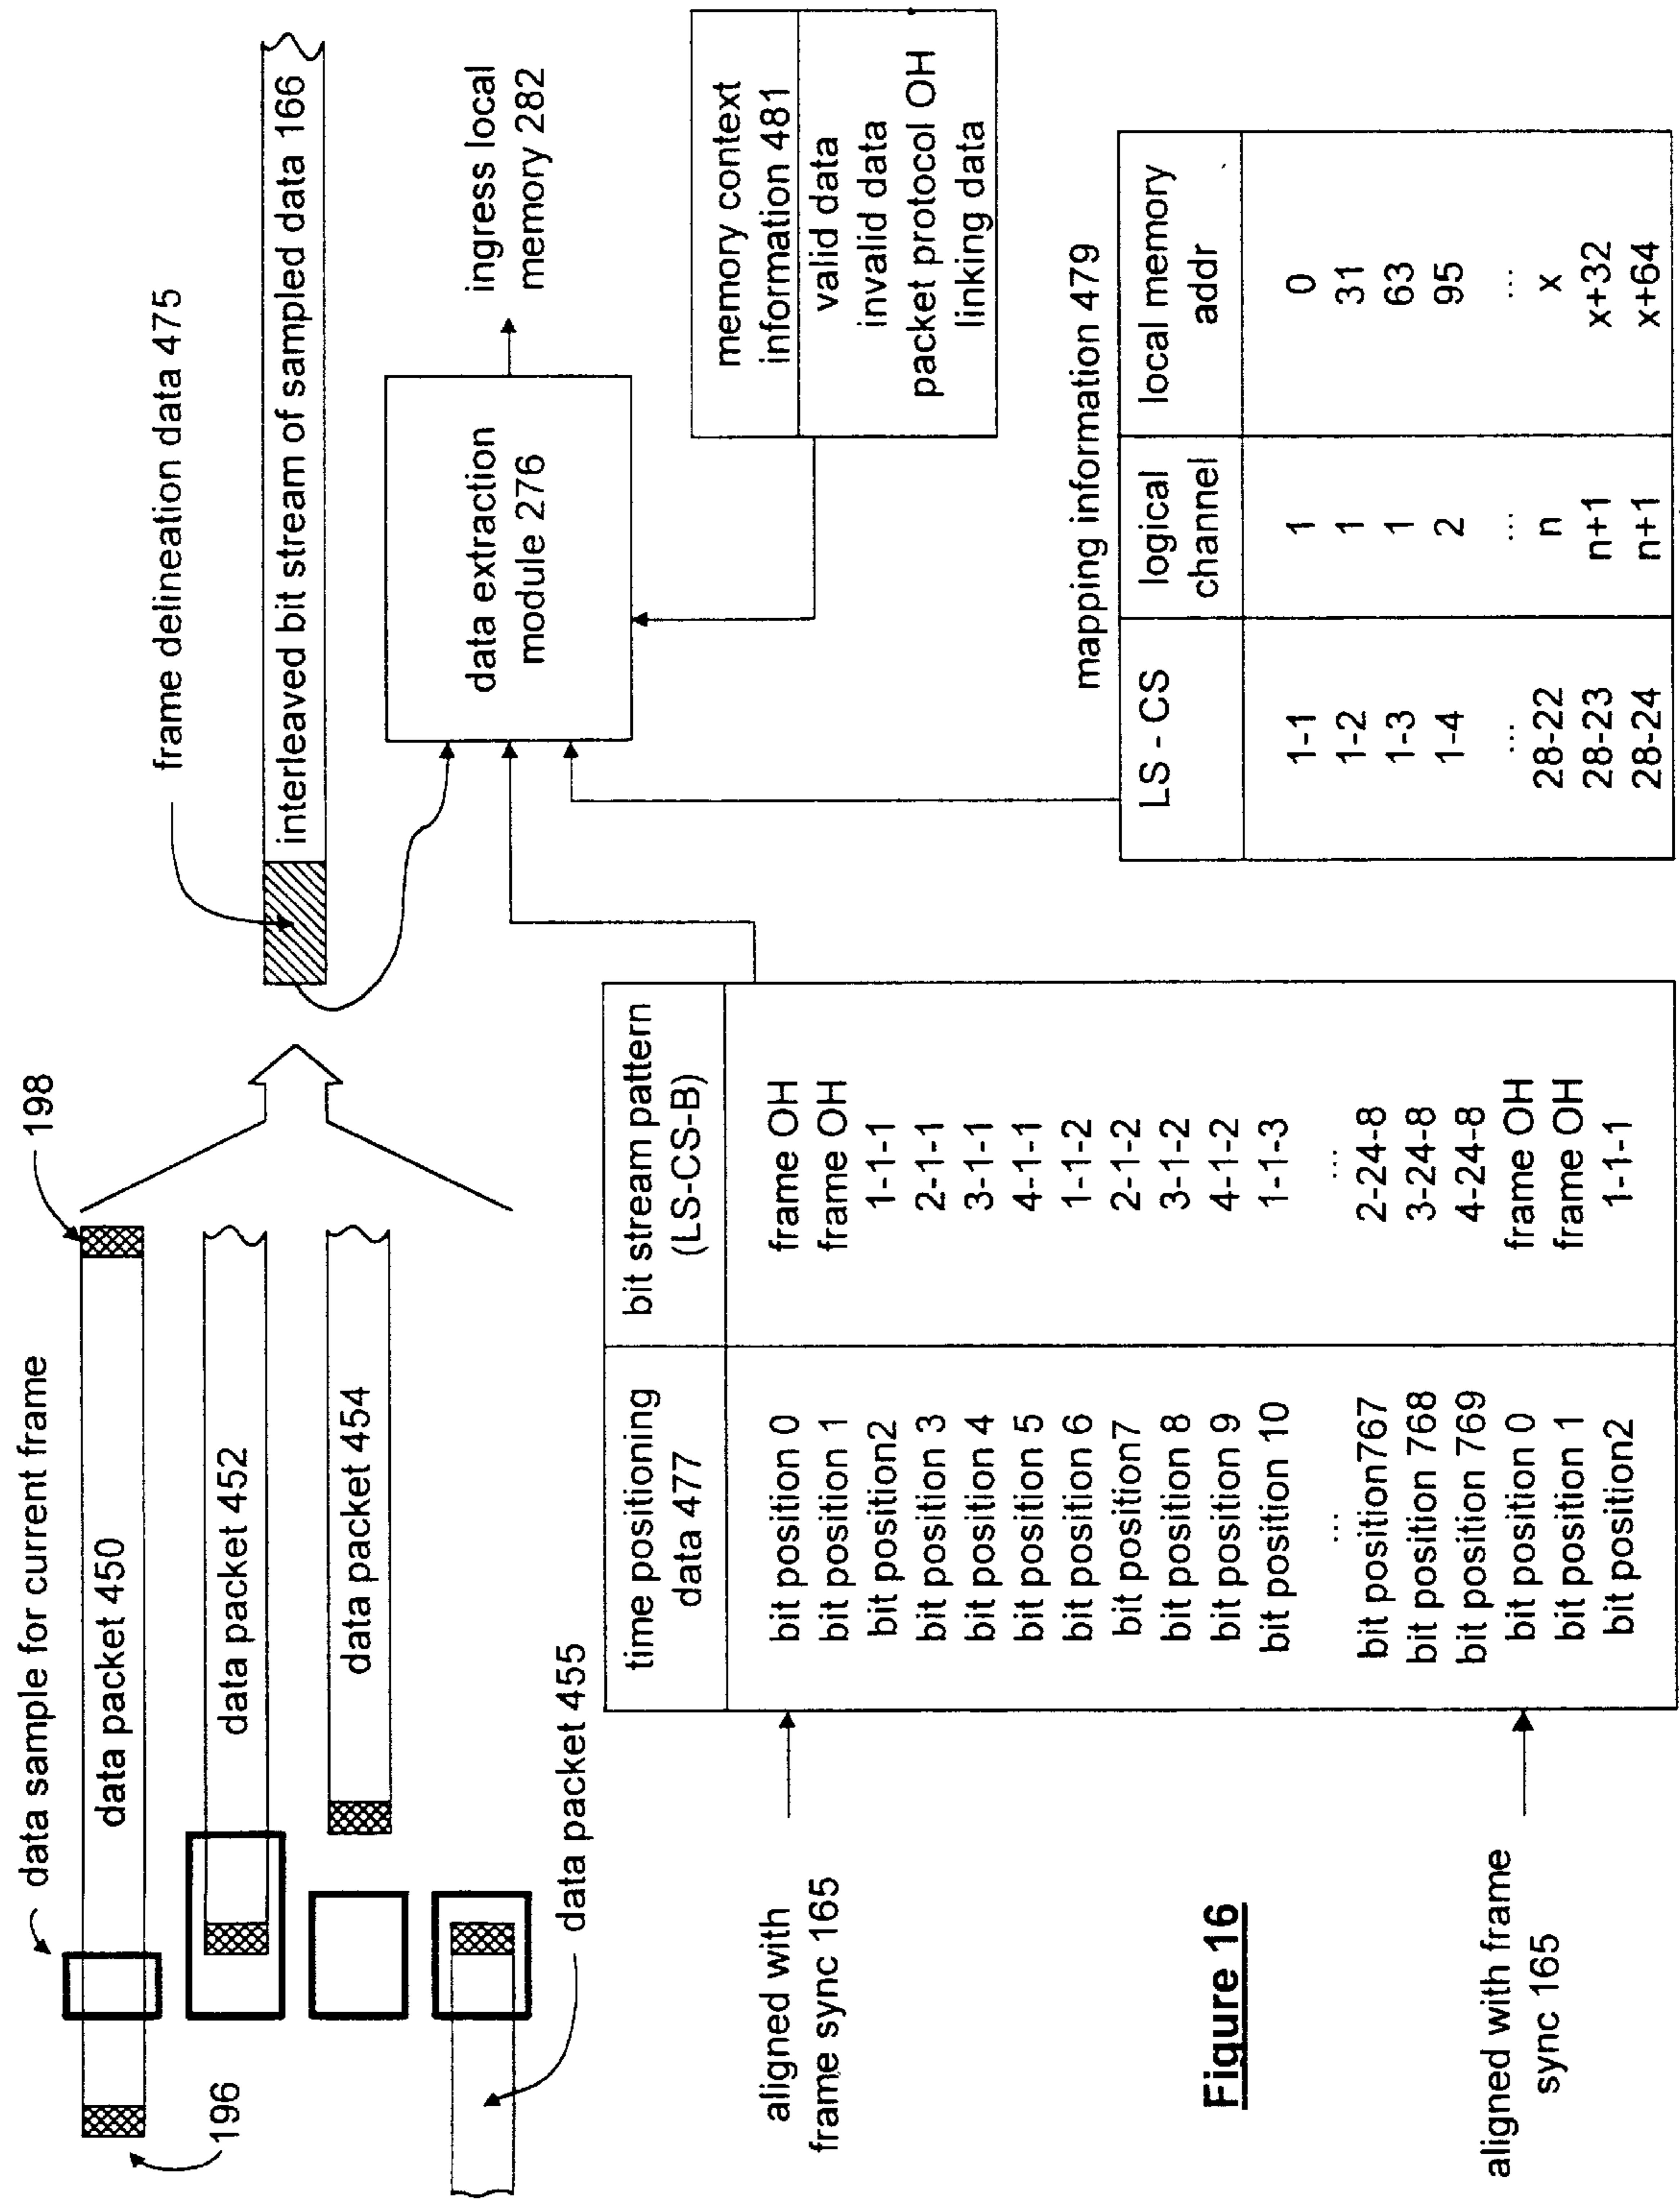 data sample for current frame
198
data packet 450
data packet 452
data packet 454
196
data packet 455
frame delineation data 475
interleaved bit stream of sampled data 166
data extraction
module 276
ingress local
memory 282
memory context
information 481
valid data
invalid data
packet protocol OH
linking data
aligned with
frame sync 165
aligned with frame
sync 165
time positioning
data 477
bit stream pattern
(LS-CS-B)
bit position 0 frame OH
bit position 1 frame OH
bit position2 1-1-1
bit position 3 2-1-1
bit position 4 3-1-1
bit position 5 4-1-1
bit position 6 1-1-2
bit position7 2-1-2
bit position 8 3-1-2
bit position 9 4-1-2
bit position 10 1-1-3
... ...
bit position767 2-24-8
bit position 768 3-24-8
bit position 769 4-24-8
bit position 0 frame OH
bit position 1 frame OH
bit position2 1-1-1
mapping information 479
LS - CS
logical
channel
local memory
addr
1-1 1 0
1-2 1 31
1-3 1 63
1-4 2 95
... ... ...
28-22 n x
28-23 n+1 x+32
28-24 n+1 x+64
Figure 16